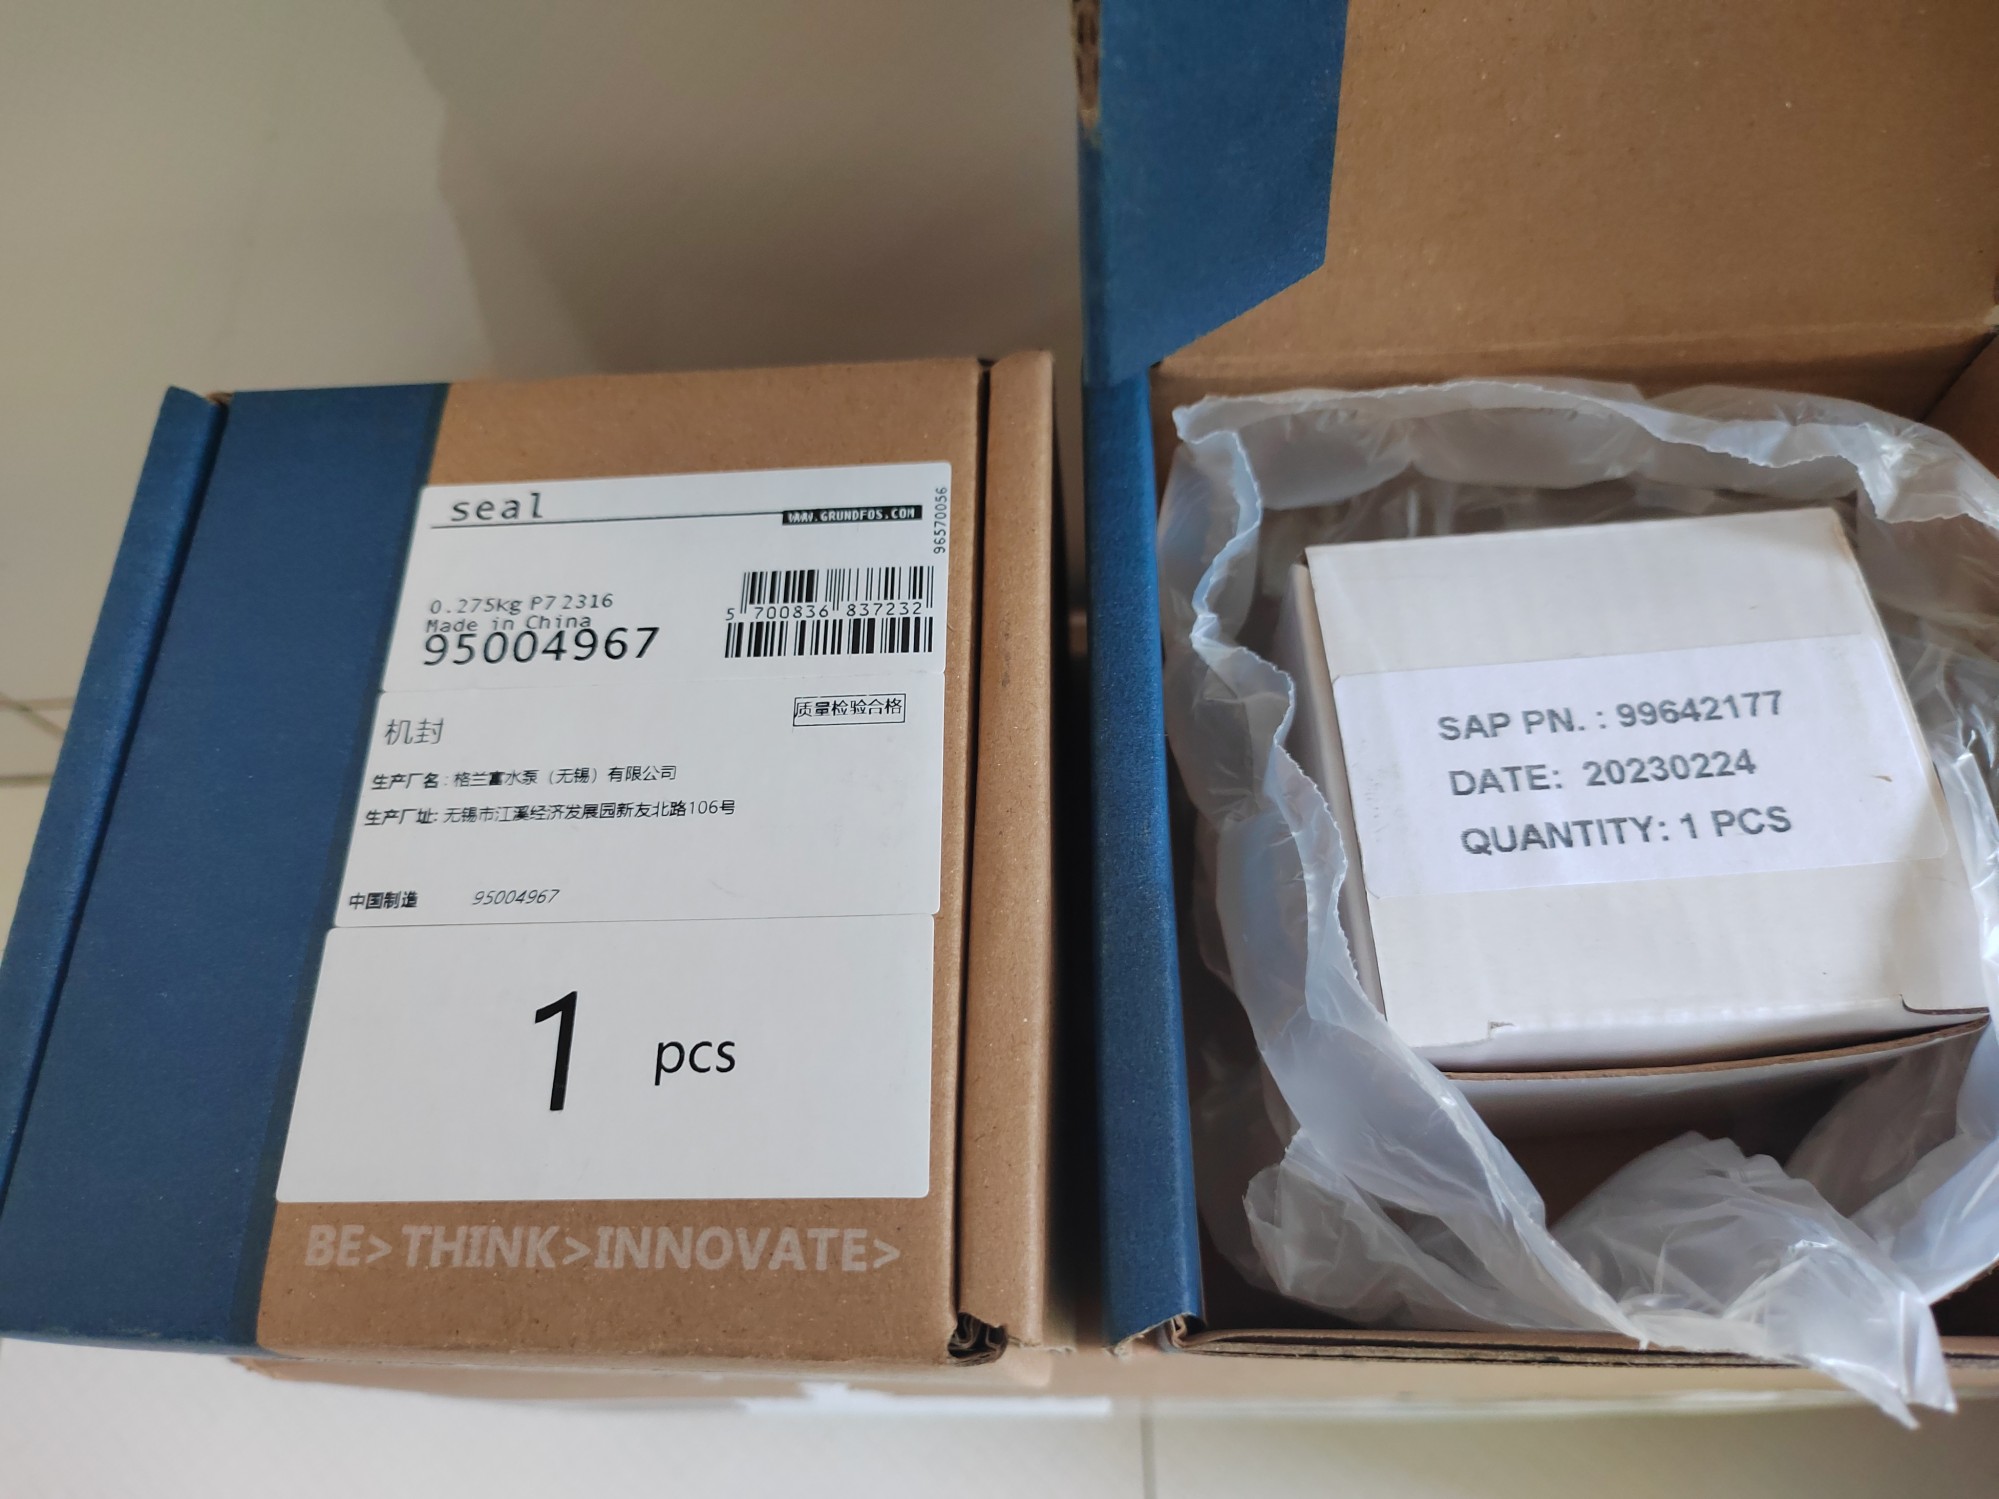 seal
WWW.GRUNDFOS.COM
96570056
0.275kg P72316
Made in China
95004967
5 700836 837232
机封
质量检验合格
生产厂名：格兰富水泵（无锡）有限公司
生产厂址: 无锡市江溪经济发展园新友北路106号
中国制造 95004967
1 pcs
BE>THINK>INNOVATE>
SAP PN. : 99642177
DATE: 20230224
QUANTITY: 1 PCS